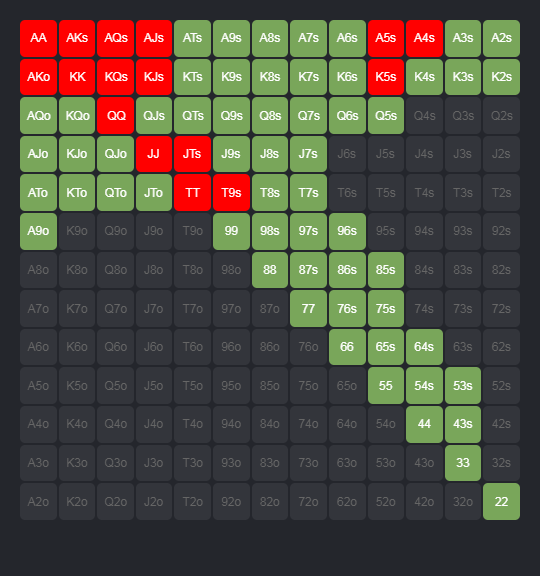 AA AKs AQs AJs ATs A9s A8s A7s A6s A5s A4s A3s A2s
AKo KK KQs KJs KTs K9s K8s K7s K6s K5s K4s K3s K2s
AQo KQo QQ QJs QTs Q9s Q8s Q7s Q6s Q5s Q4s Q3s Q2s
AJo KJo QJo JJ JTs J9s J8s J7s J6s J5s J4s J3s J2s
ATo KTo QTo JTo TT T9s T8s T7s T6s T5s T4s T3s T2s
A9o K9o Q9o J9o T9o 99 98s 97s 96s 95s 94s 93s 92s
A8o K8o Q8o J8o T8o 98o 88 87s 86s 85s 84s 83s 82s
A7o K7o Q7o J7o T7o 97o 87o 77 76s 75s 74s 73s 72s
A6o K6o Q6o J6o T6o 96o 86o 76o 66 65s 64s 63s 62s
A5o K5o Q5o J5o T5o 95o 85o 75o 65o 55 54s 53s 52s
A4o K4o Q4o J4o T4o 94o 84o 74o 64o 54o 44 43s 42s
A3o K3o Q3o J3o T3o 93o 83o 73o 63o 53o 43o 33 32s
A2o K2o Q2o J2o T2o 92o 82o 72o 62o 52o 42o 32o 22